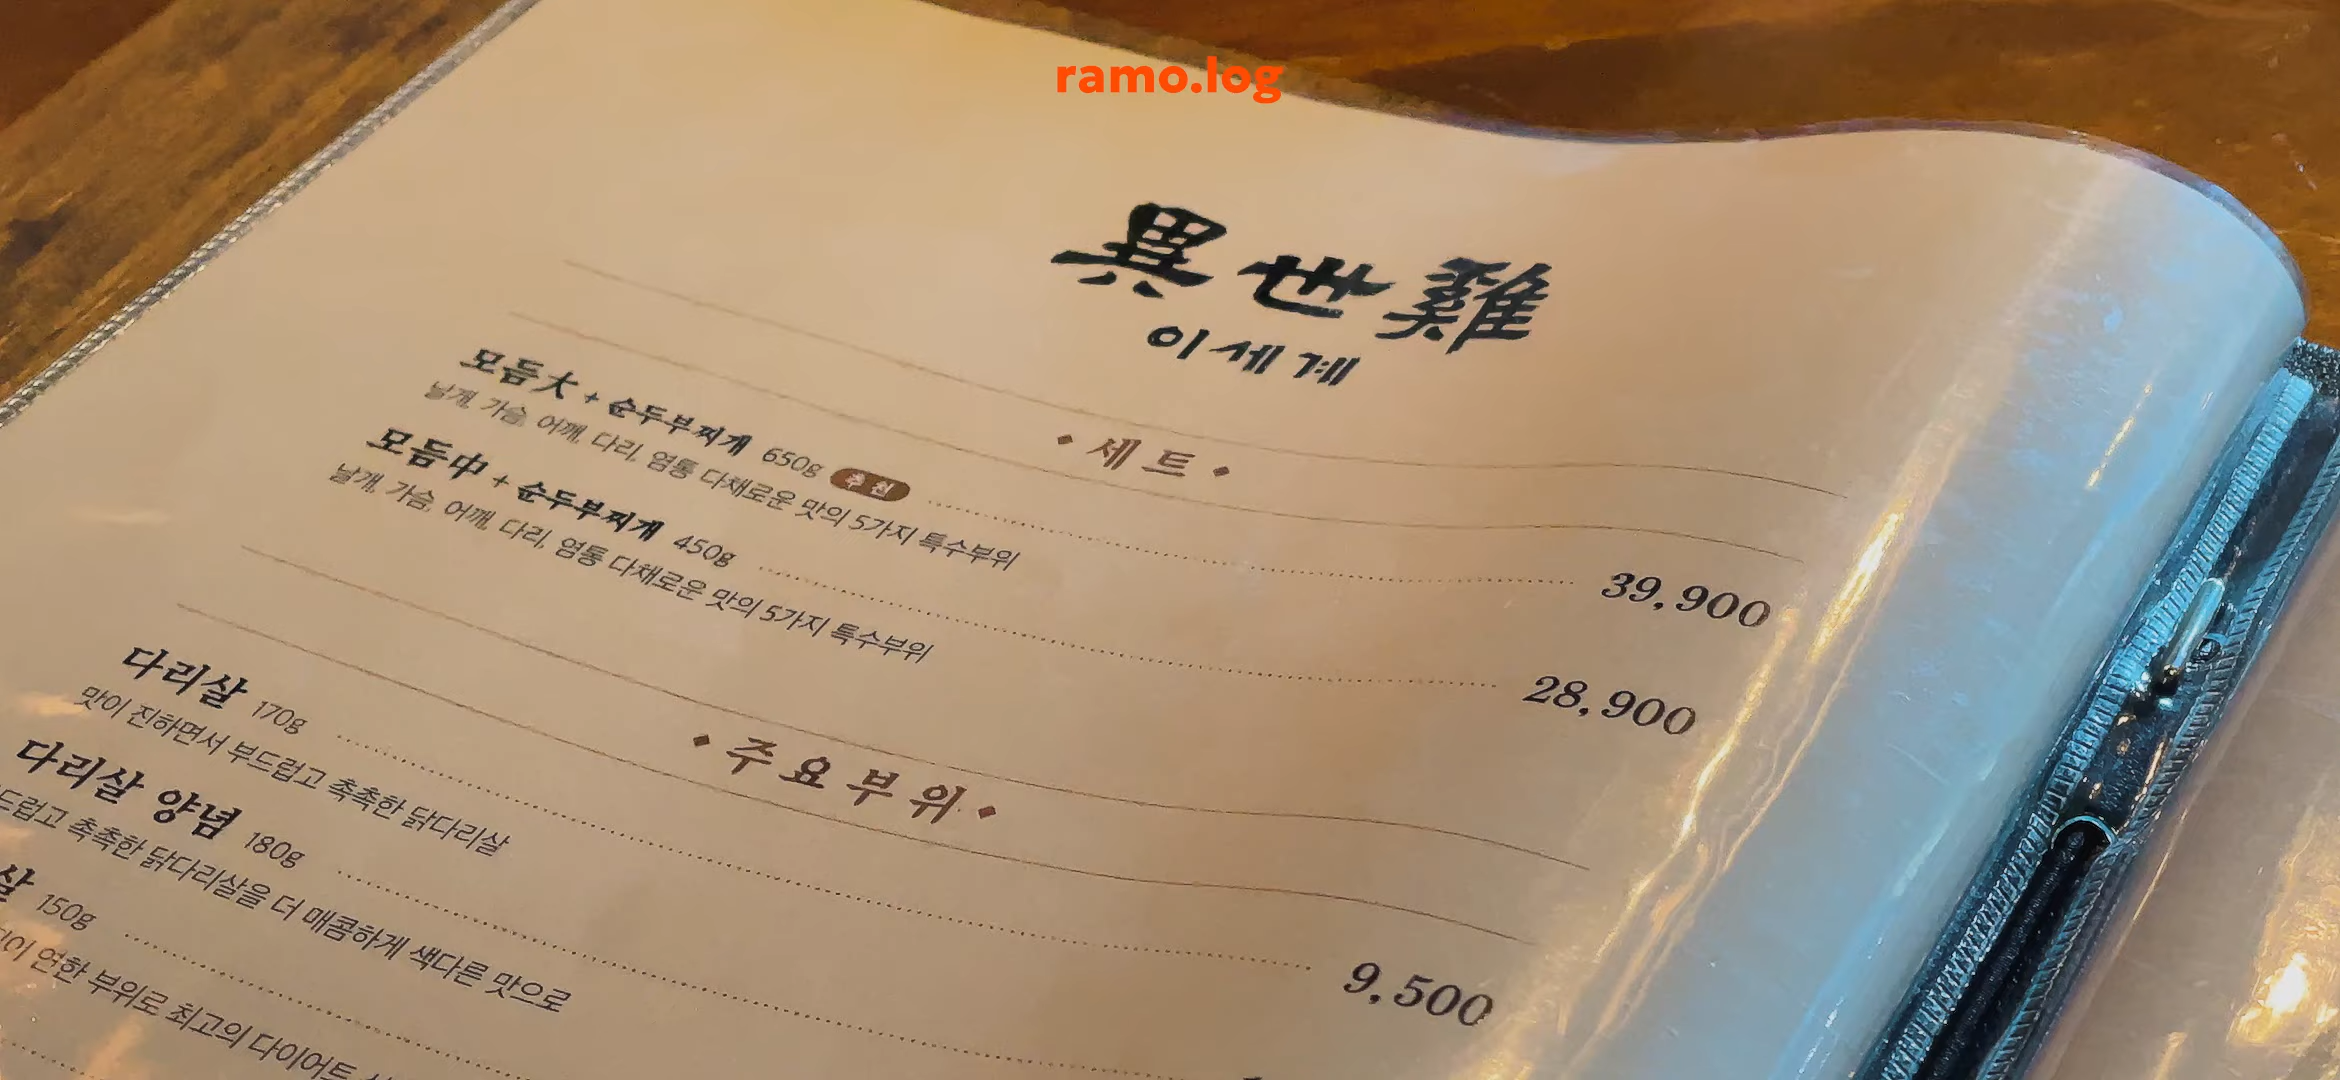 ramo.log
異世雞
이세계
•세트•
모듬大 + 순두부찌개 650g 추천 39,900
날개, 가슴, 어깨, 다리, 염통 다채로운 맛의 5가지 특수부위
모듬中 + 순두부찌개 450g 28,900
날개, 가슴, 어깨, 다리, 염통 다채로운 맛의 5가지 특수부위
•주요부위•
다리살 170g 9,500
맛이 진하면서 부드럽고 촉촉한 닭다리살
다리살 양념 180g
드럽고 촉촉한 닭다리살을 더 매콤하게 색다른 맛으로
살 150g
이 연한 부위로 최고의 다이어트